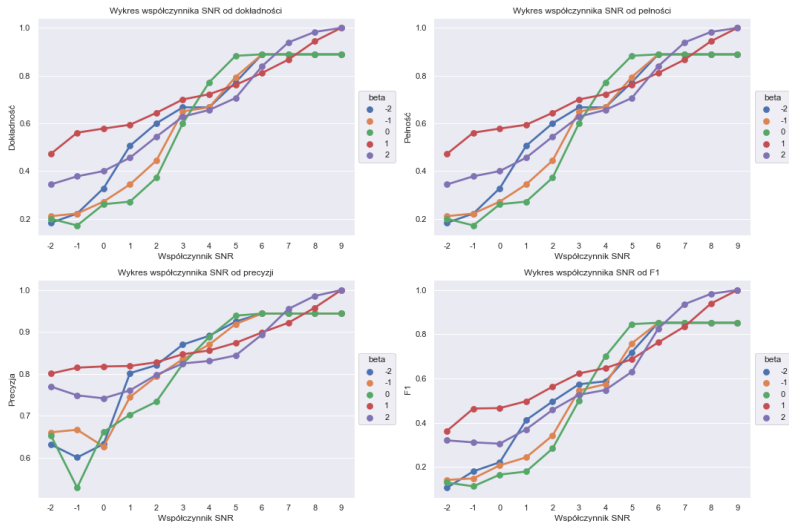 Wykres współczynnika SNR od dokładności
Dokładność
1.0
0.8
0.6
0.4
0.2
-2 -1 0 1 2 3 4 5 6 7 8 9
Współczynnik SNR
beta
-2
-1
0
1
2
Wykres współczynnika SNR od pełności
Pełność
1.0
0.8
0.6
0.4
0.2
-2 -1 0 1 2 3 4 5 6 7 8 9
Współczynnik SNR
beta
-2
-1
0
1
2
Wykres współczynnika SNR od precyzji
Precyzja
1.0
0.9
0.8
0.7
0.6
-2 -1 0 1 2 3 4 5 6 7 8 9
Współczynnik SNR
beta
-2
-1
0
1
2
Wykres współczynnika SNR od F1
F1
1.0
0.8
0.6
0.4
0.2
-2 -1 0 1 2 3 4 5 6 7 8 9
Współczynnik SNR
beta
-2
-1
0
1
2